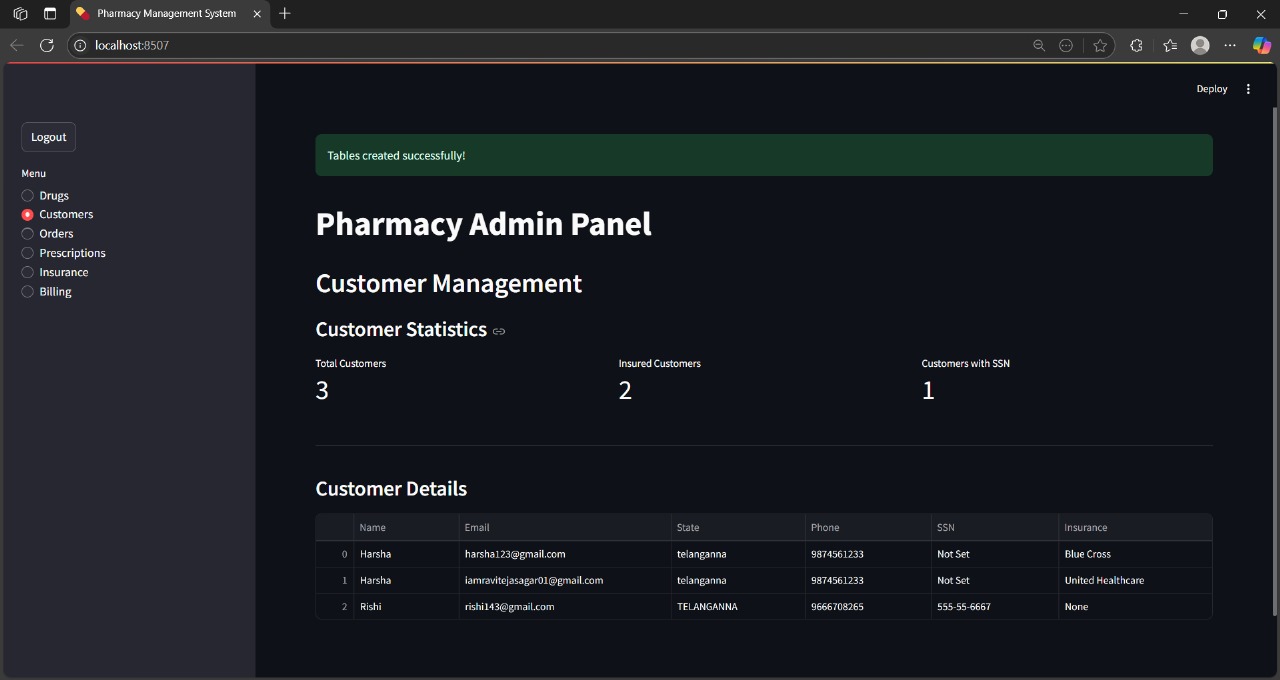 Pharmacy Management System
localhost:8507
Deploy
Logout
Menu
Drugs
Customers
Orders
Prescriptions
Insurance
Billing
Tables created successfully!
Pharmacy Admin Panel
Customer Management
Customer Statistics
Total Customers Insured Customers Customers with SSN
3 2 1
Customer Details
Name Email State Phone SSN Insurance
0 Harsha harsha123@gmail.com telanganna 9874561233 Not Set Blue Cross
1 Harsha iamravitejasagar01@gmail.com telanganna 9874561233 Not Set United Healthcare
2 Rishi rishi143@gmail.com TELANGANNA 9666708265 555-55-6667 None